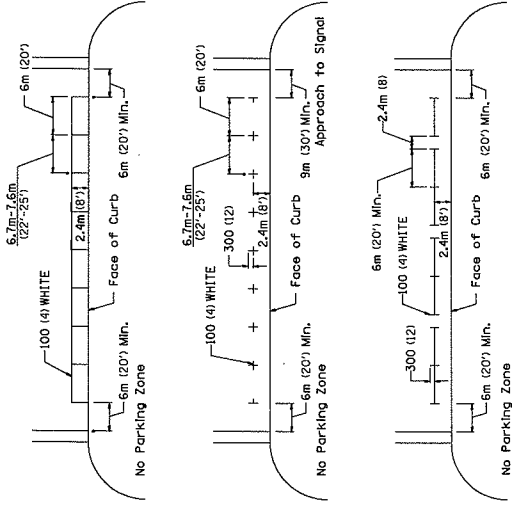 6m (20')
6.7m-7.6m
(22'-25')
100 (4) WHITE
2.4m (8')
Face of Curb
6m (20') Min.
6m (20') Min.
No Parking Zone
6m (20')
6.7m-7.6m
(22'-25')
300 (12)
100 (4) WHITE
2.4m (8')
Face of Curb
6m (20') Min.
9m (30') Min.
Approach to Signal
No Parking Zone
2.4m (8)
6m (20') Min.
100 (4) WHITE
300 (12)
2.4m (8')
Face of Curb
6m (20') Min.
6m (20') Min.
No Parking Zone